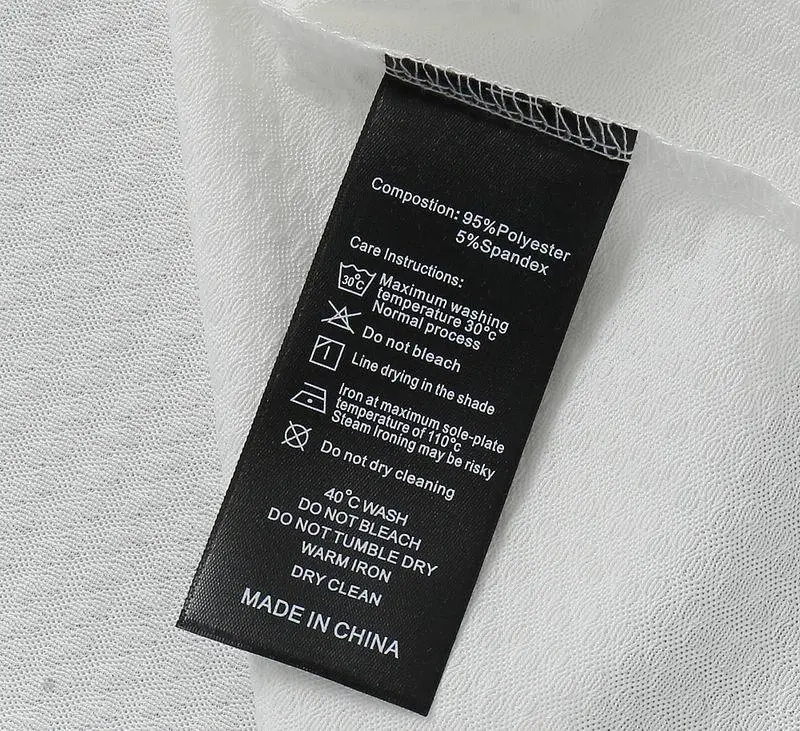 Compostion: 95%Polyester
5%Spandex
Care Instructions:
30°C
Maximum washing
temperature 30°c
Normal process
Do not bleach
Line drying in the shade
Iron at maximum sole-plate
temperature of 110°c
Steam Ironing may be risky
Do not dry cleaning
40°C WASH
DO NOT BLEACH
DO NOT TUMBLE DRY
WARM IRON
DRY CLEAN
MADE IN CHINA